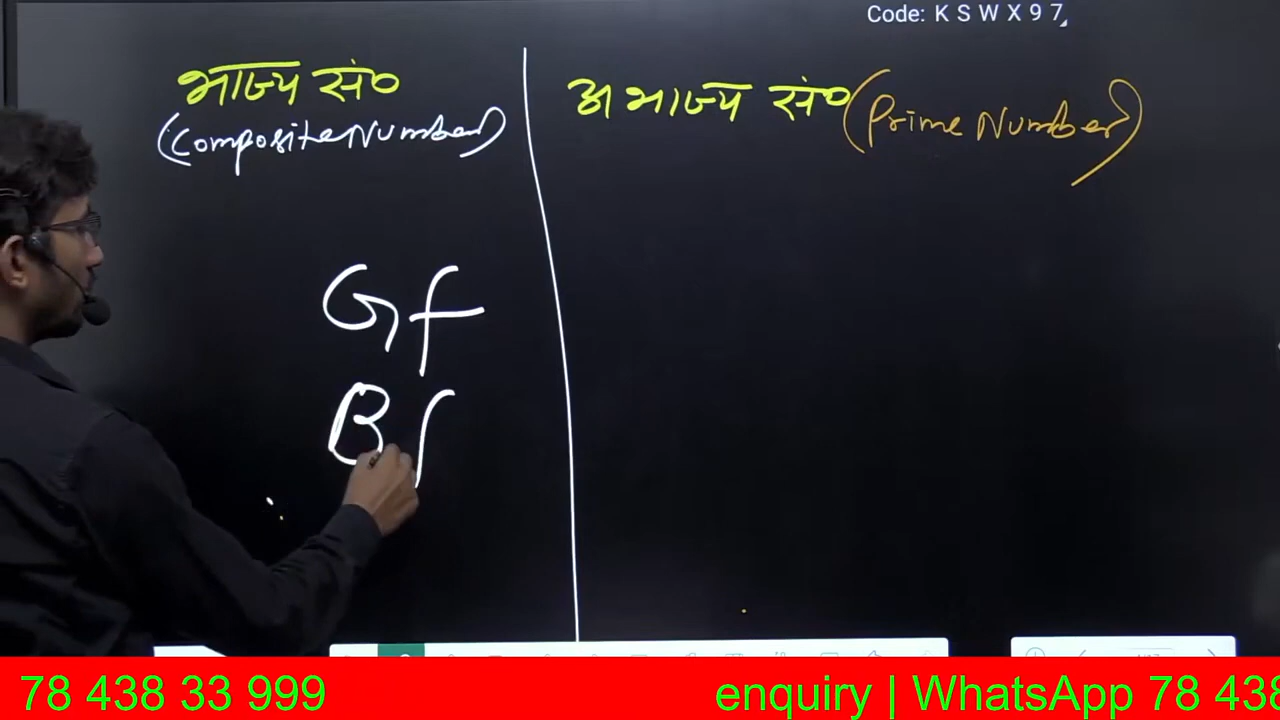 Code: K S W X 9 7
भाज्य सं०
(Composite Number)
अभाज्य सं० (Prime Number)
Gf
Bf
78 438 33 999
enquiry | WhatsApp 78 438